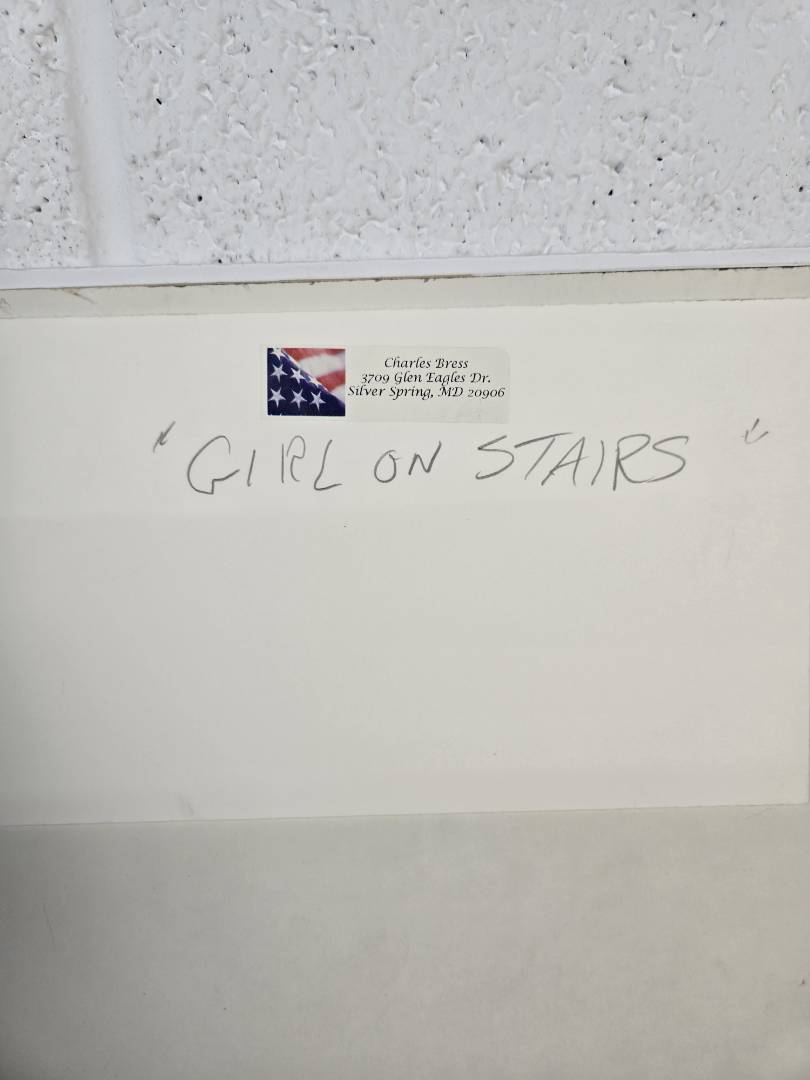 Charles Bress
3709 Glen Eagles Dr.
Silver Spring, MD 20906
"GIRL ON STAIRS"